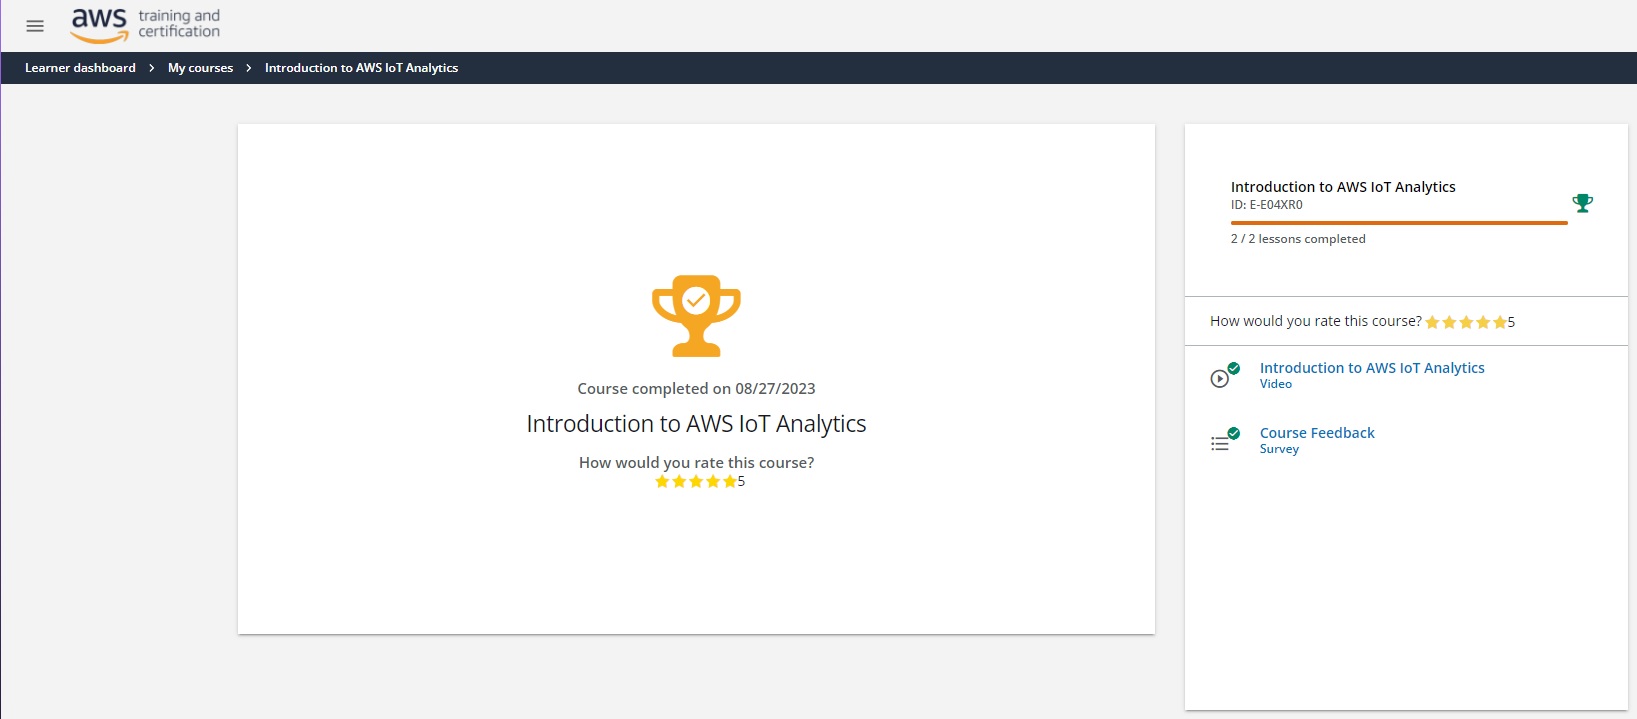 aws training and
certification
Learner dashboard > My courses > Introduction to AWS IoT Analytics
Course completed on 08/27/2023
Introduction to AWS IoT Analytics
How would you rate this course?
5
Introduction to AWS IoT Analytics
ID: E-E04XR0
2 / 2 lessons completed
How would you rate this course? 5
Introduction to AWS IoT Analytics
Video
Course Feedback
Survey